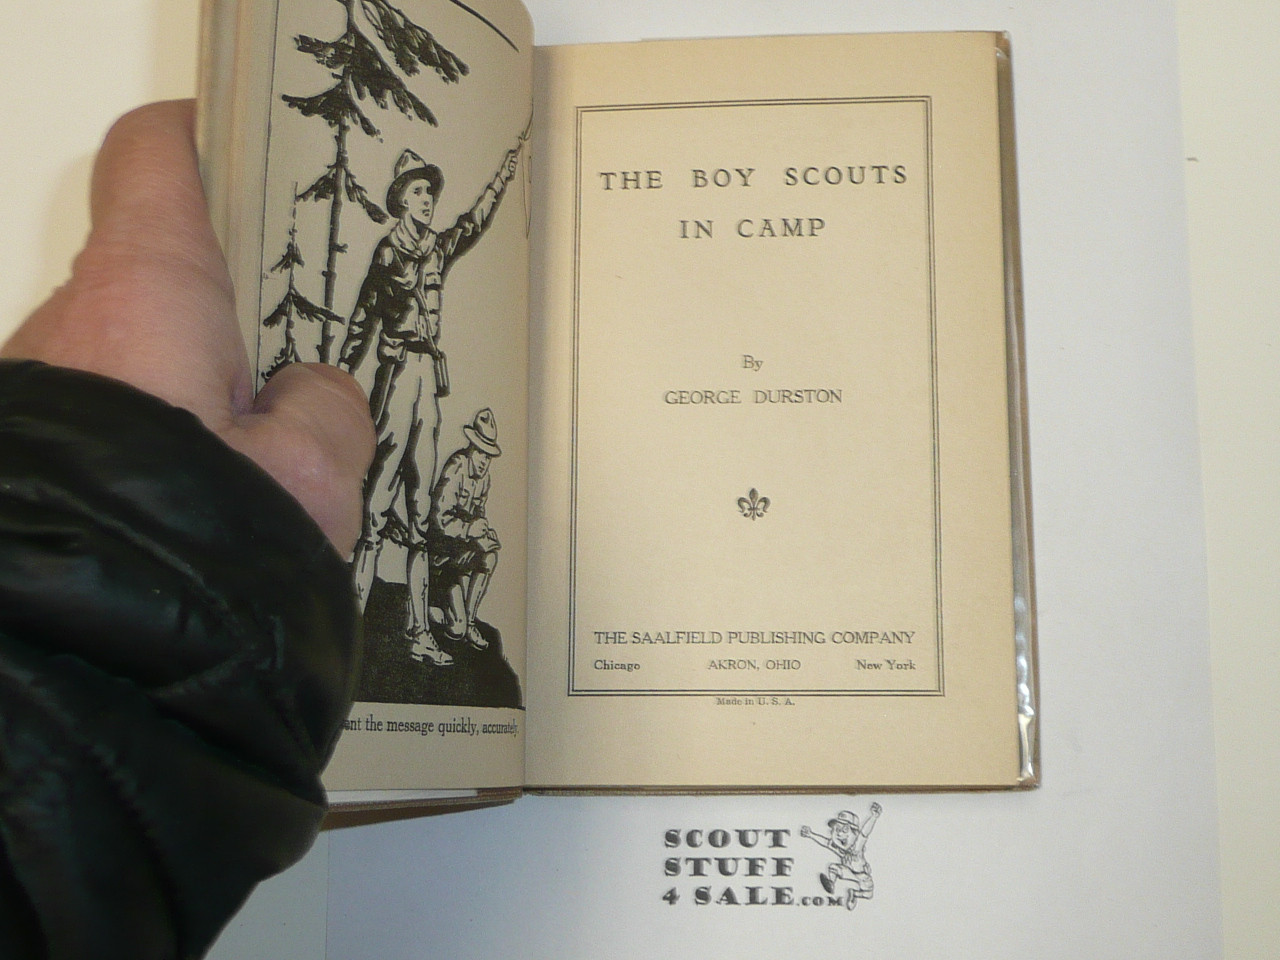 THE BOY SCOUTS
IN CAMP
By
GEORGE DURSTON
THE SAALFIELD PUBLISHING COMPANY
Chicago AKRON, OHIO New York
Made in U. S. A.
the message quickly, accurately.
SCOUT
STUFF
4 SALE.COM